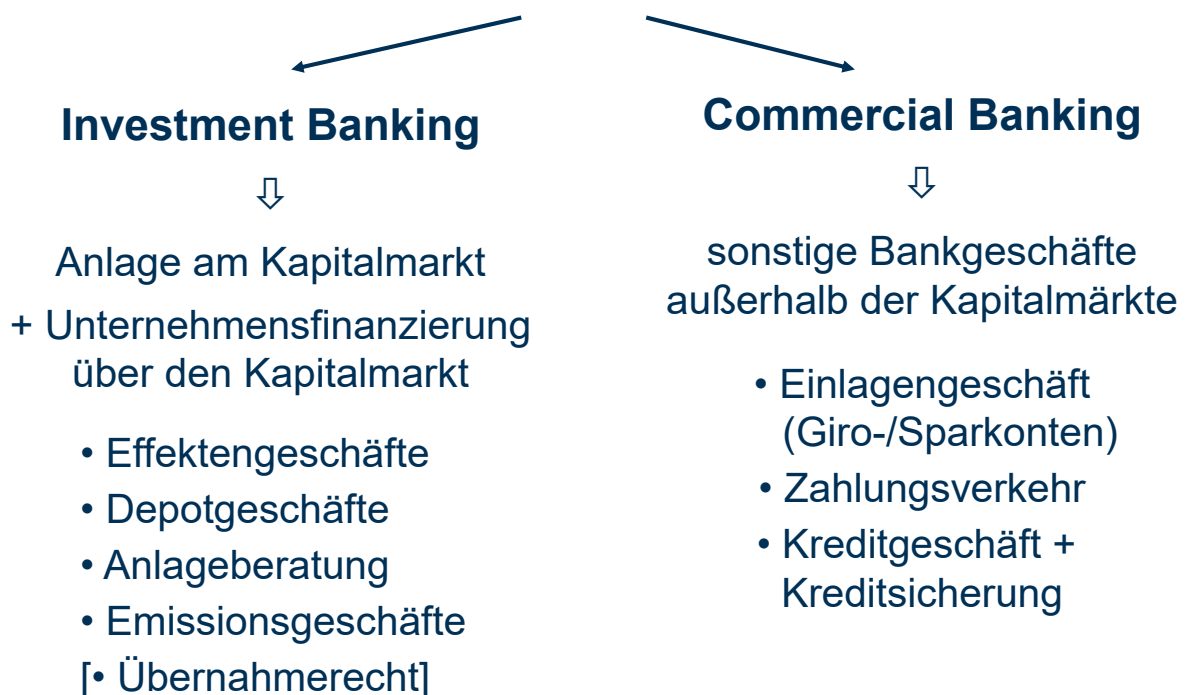 Investment Banking
⇩
Anlage am Kapitalmarkt
+ Unternehmensfinanzierung
über den Kapitalmarkt
• Effektengeschäfte
• Depotgeschäfte
• Anlageberatung
• Emissionsgeschäfte
[• Übernahmerecht]
Commercial Banking
⇩
sonstige Bankgeschäfte
außerhalb der Kapitalmärkte
• Einlagengeschäft
(Giro-/Sparkonten)
• Zahlungsverkehr
• Kreditgeschäft +
Kreditsicherung